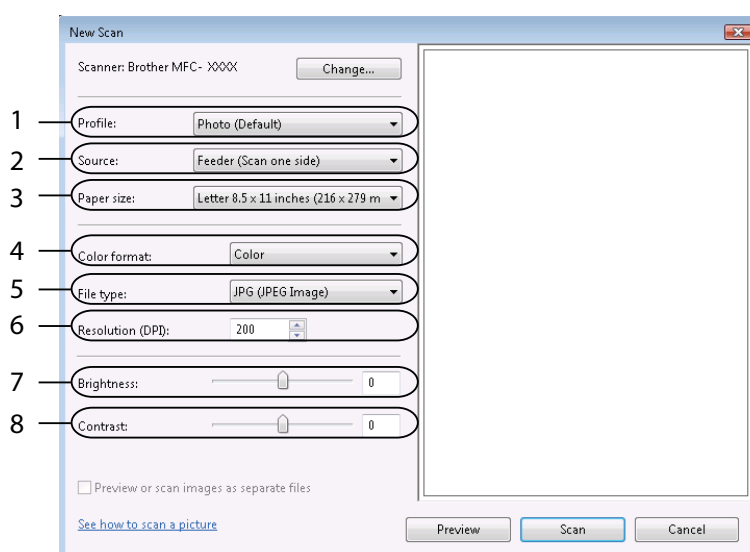 New Scan
Scanner: Brother MFC- XXXX Change...
1 Profile: Photo (Default)
2 Source: Feeder (Scan one side)
3 Paper size: Letter 8.5 x 11 inches (216 x 279 m
4 Color format: Color
5 File type: JPG (JPEG Image)
6 Resolution (DPI): 200
7 Brightness: 0
8 Contrast: 0
Preview or scan images as separate files
See how to scan a picture
Preview Scan Cancel